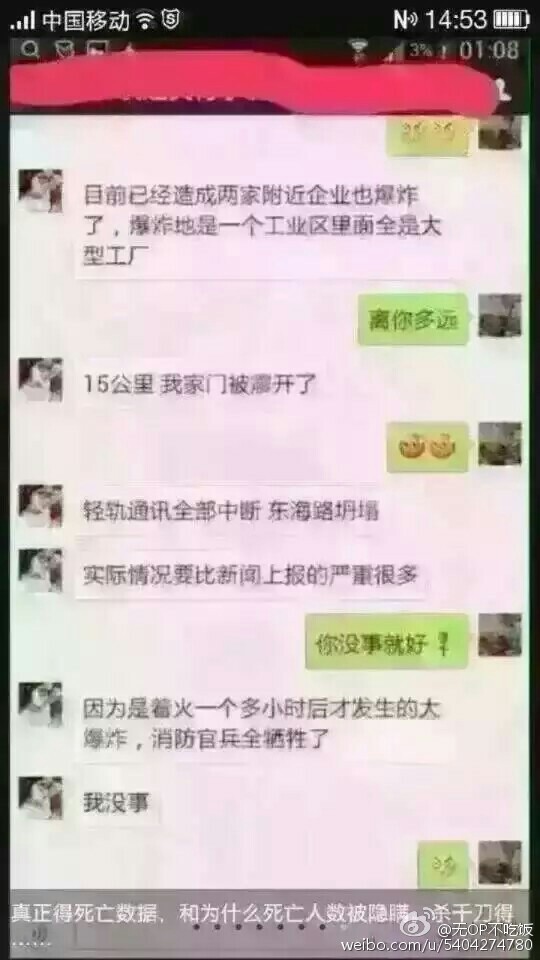 中国移动
14:53
3%
01:08
目前已经造成两家附近企业也爆炸
了，爆炸地是一个工业区里面全是大
型工厂
离你多远
15公里 我家门被震开了
轻轨通讯全部中断 东海路坍塌
实际情况要比新闻上报的严重很多
你没事就好
因为是着火一个多小时后才发生的大
爆炸，消防官兵全牺牲了
我没事
真正得死亡数据、和为什么死亡人数被隐瞒 杀千刀得
......
@无OP不吃饭
weibo.com/u/5404274780